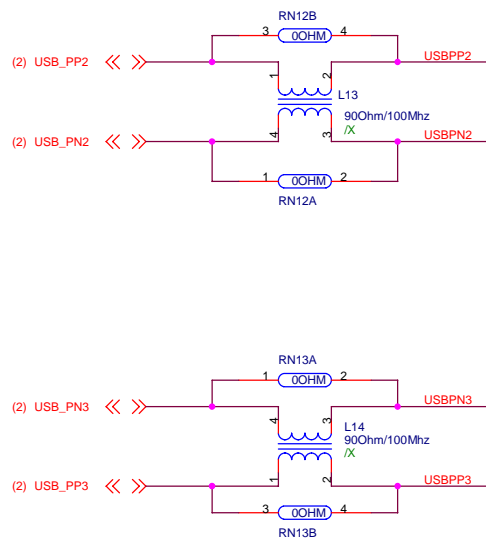 RN12B
3 0OHM 4
(2) USB_PP2 USBPP2
1 2
L13
90Ohm/100Mhz
/X
4 3
(2) USB_PN2 USBPN2
1 0OHM 2
RN12A
RN13A
1 0OHM 2
(2) USB_PN3 USBPN3
4 3
L14
90Ohm/100Mhz
/X
1 2
(2) USB_PP3 USBPP3
3 0OHM 4
RN13B